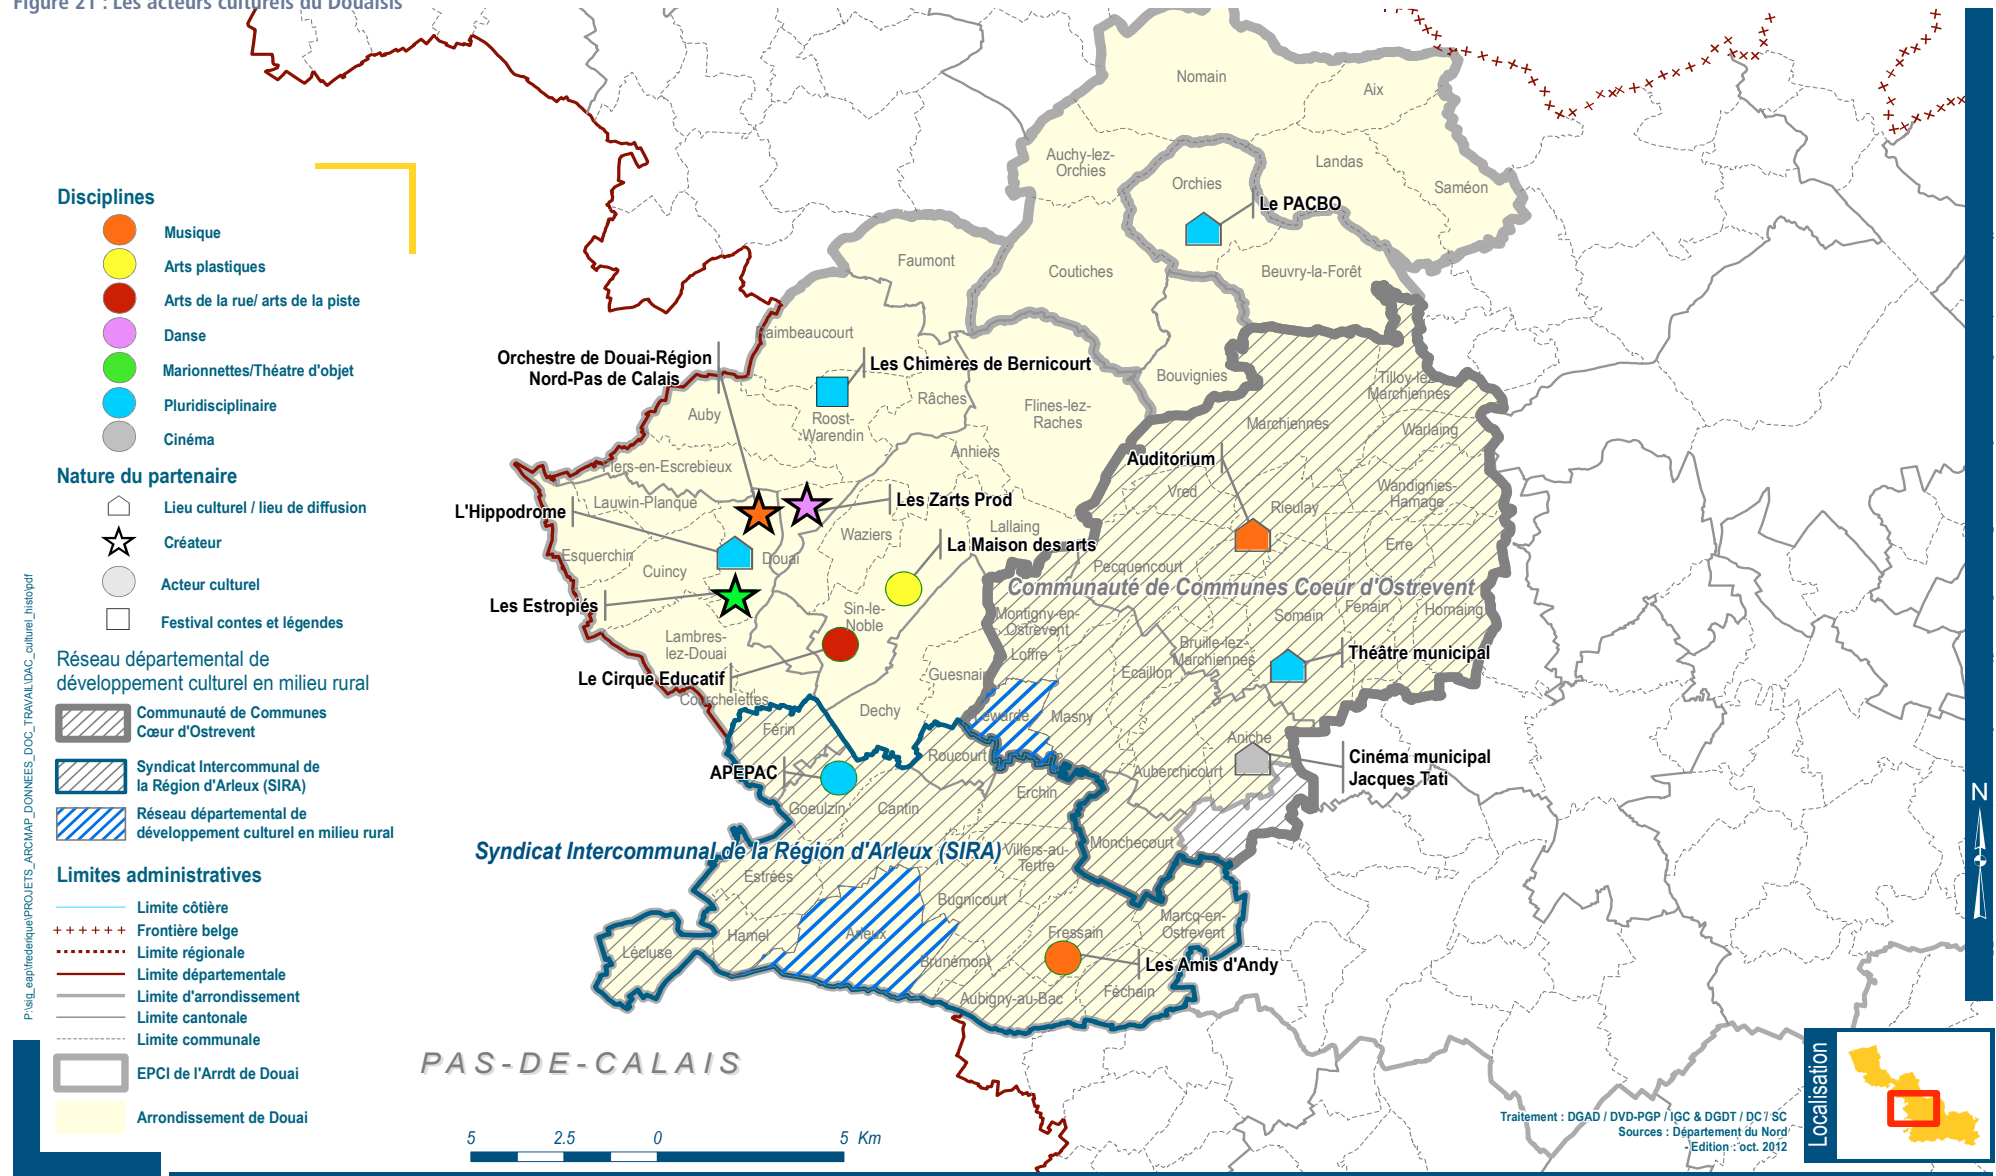 Figure 21 : Les acteurs culturels du Douaisis
Disciplines
Musique
Arts plastiques
Arts de la rue/ arts de la piste
Danse
Marionnettes/Théatre d'objet
Pluridisciplinaire
Cinéma
Nature du partenaire
Lieu culturel / lieu de diffusion
Créateur
Acteur culturel
Festival contes et légendes
Réseau départemental de
développement culturel en milieu rural
Communauté de Communes
Cœur d'Ostrevent
Syndicat Intercommunal de
la Région d'Arleux (SIRA)
Réseau départemental de
développement culturel en milieu rural
Limites administratives
Limite côtière
Frontière belge
Limite régionale
Limite départementale
Limite d'arrondissement
Limite cantonale
Limite communale
EPCI de l'Arrdt de Douai
Arrondissement de Douai
P:\sig_eap\frederique\PROJETS_ARCMAP_DONNEES_DOC_TRAVAIL\DAC_culturel_histo\pdf
Nomain
Aix
Auchy-lez-
Orchies
Landas
Orchies
Saméon
Le PACBO
Faumont
Coutiches
Beuvry-la-Forêt
Raimbeaucourt
Orchestre de Douai-Région
Nord-Pas de Calais
Les Chimères de Bernicourt
Bouvignies
Tilloy-lez-
Marchiennes
Râches
Auby
Roost-
Warendin
Flines-lez-
Raches
Marchiennes
Warlaing
Anhiers
Auditorium
Flers-en-Escrebieux
Lauwin-Planque
Les Zarts Prod
Vred
Wandignies-
Hamage
Rieulay
L'Hippodrome
Waziers
Lallaing
La Maison des arts
Erre
Esquerchin
Cuincy
Douai
Pecquencourt
Communauté de Communes Coeur d'Ostrevent
Les Estropiés
Sin-le-
Noble
Montigny-en-
Ostrevent
Somain
Fenain
Hornaing
Lambres-
lez-Douai
Loffre
Bruille-lez-
Marchiennes
Théâtre municipal
Le Cirque Educatif
Guesnain
Ecaillon
Courchelettes
Dechy
Lewarde
Masny
Férin
Aniche
Roucourt
Cinéma municipal
Jacques Tati
APEPAC
Auberchicourt
Goeulzin
Cantin
Erchin
Monchecourt
Syndicat Intercommunal de la Région d'Arleux (SIRA)
Villers-au-
Tertre
Estrées
Bugnicourt
Marcq-en-
Ostrevent
Hamel
Arleux
Fressain
Lécluse
Brunémont
Les Amis d'Andy
Aubigny-au-Bac
Féchain
PAS-DE-CALAIS
5 2.5 0 5 Km
N
Localisation
Traitement : DGAD / DVD-PGP / IGC & DGDT / DC / SC
Sources : Département du Nord
- Edition : oct. 2012